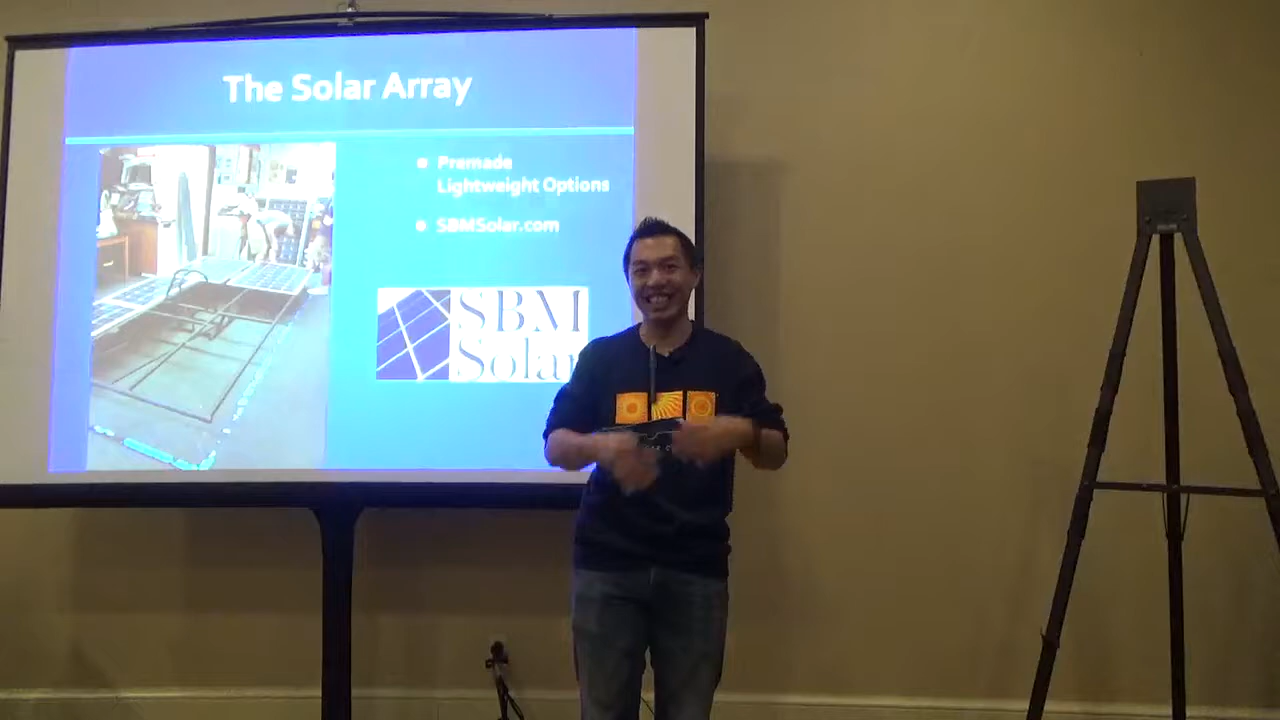 The Solar Array
Premade
Lightweight Options
SBMSolar.com
SBM
Solar